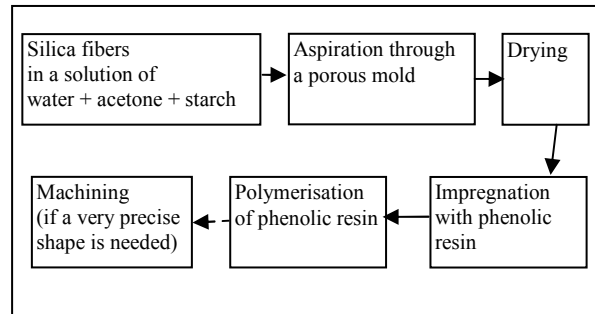 Silica fibers
in a solution of
water + acetone + starch
Aspiration through
a porous mold
Drying
Impregnation
with phenolic
resin
Polymerisation
of phenolic resin
Machining
(if a very precise
shape is needed)